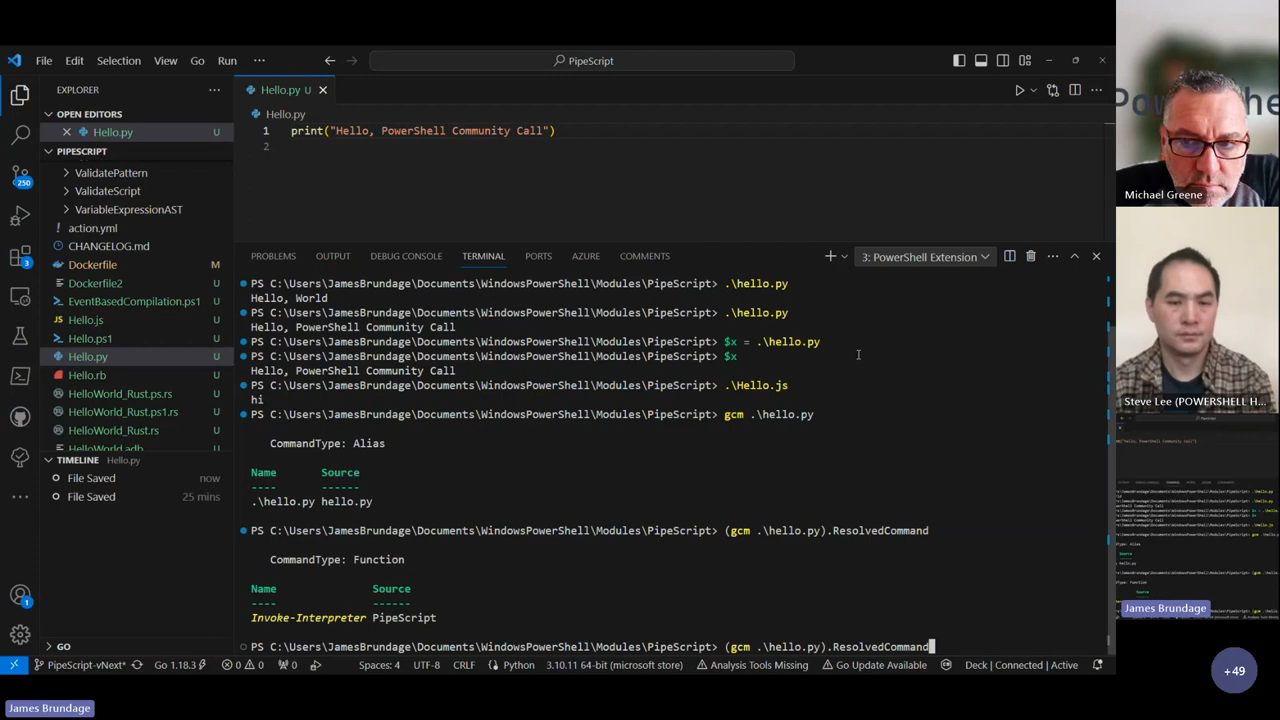 File Edit Selection View Go Run ···
PipeScript
EXPLORER
Hello.py U
OPEN EDITORS
Hello.py U
Hello.py
1 print("Hello, PowerShell Community Call")
2
PIPESCRIPT
ValidatePattern
ValidateScript
VariableExpressionAST
action.yml
CHANGELOG.md
Dockerfile M
Dockerfile2 U
EventBasedCompilation.ps1 U
Hello.js U
Hello.ps1 U
Hello.py U
Hello.rb U
HelloWorld_Rust.ps.rs U
HelloWorld_Rust.ps1.rs U
HelloWorld_Rust.rs U
HelloWorld.adb U
TIMELINE Hello.py
File Saved now
File Saved 25 mins
GO
250
3
1
PROBLEMS OUTPUT DEBUG CONSOLE TERMINAL PORTS AZURE COMMENTS
3: PowerShell Extension
PS C:\Users\JamesBrundage\Documents\WindowsPowerShell\Modules\PipeScript> .\hello.py
Hello, World
PS C:\Users\JamesBrundage\Documents\WindowsPowerShell\Modules\PipeScript> .\hello.py
Hello, PowerShell Community Call
PS C:\Users\JamesBrundage\Documents\WindowsPowerShell\Modules\PipeScript> $x = .\hello.py
PS C:\Users\JamesBrundage\Documents\WindowsPowerShell\Modules\PipeScript> $x
Hello, PowerShell Community Call
PS C:\Users\JamesBrundage\Documents\WindowsPowerShell\Modules\PipeScript> .\Hello.js
hi
PS C:\Users\JamesBrundage\Documents\WindowsPowerShell\Modules\PipeScript> gcm .\hello.py
CommandType: Alias
Name Source
---- ------
.\hello.py hello.py
PS C:\Users\JamesBrundage\Documents\WindowsPowerShell\Modules\PipeScript> (gcm .\hello.py).ResolvedCommand
CommandType: Function
Name Source
---- ------
Invoke-Interpreter PipeScript
PS C:\Users\JamesBrundage\Documents\WindowsPowerShell\Modules\PipeScript> (gcm .\hello.py).ResolvedCommand
PipeScript-vNext* Go 1.18.3 0 0 0 Spaces: 4 UTF-8 CRLF Python 3.10.11 64-bit (microsoft store) Analysis Tools Missing Go Update Available Deck | Connected | Active
Michael Greene
Steve Lee (POWERSHELL H...
James Brundage
+49
James Brundage